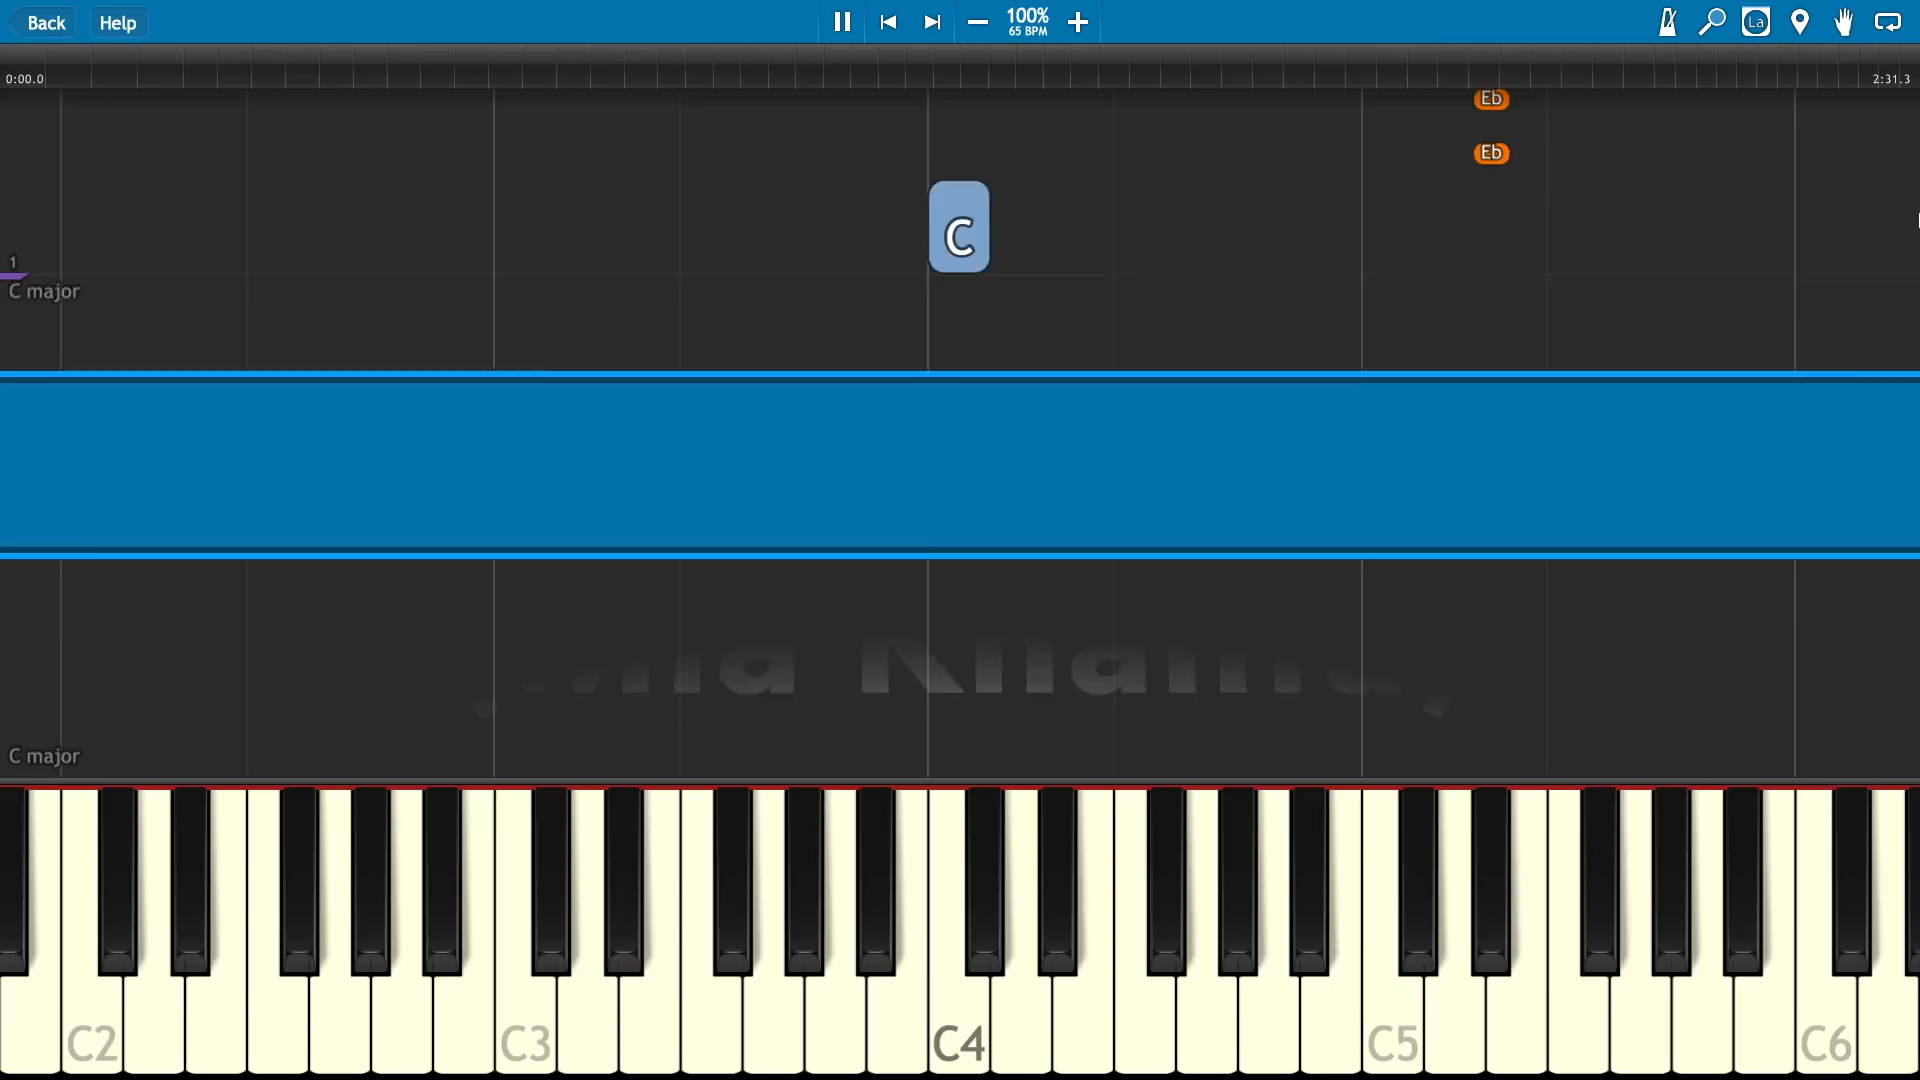 Back Help 100% La
65 BPM
0:00.0 2:31.3
Eb
Eb
C
1
C major
C major
C2 C3 C4 C5 C6